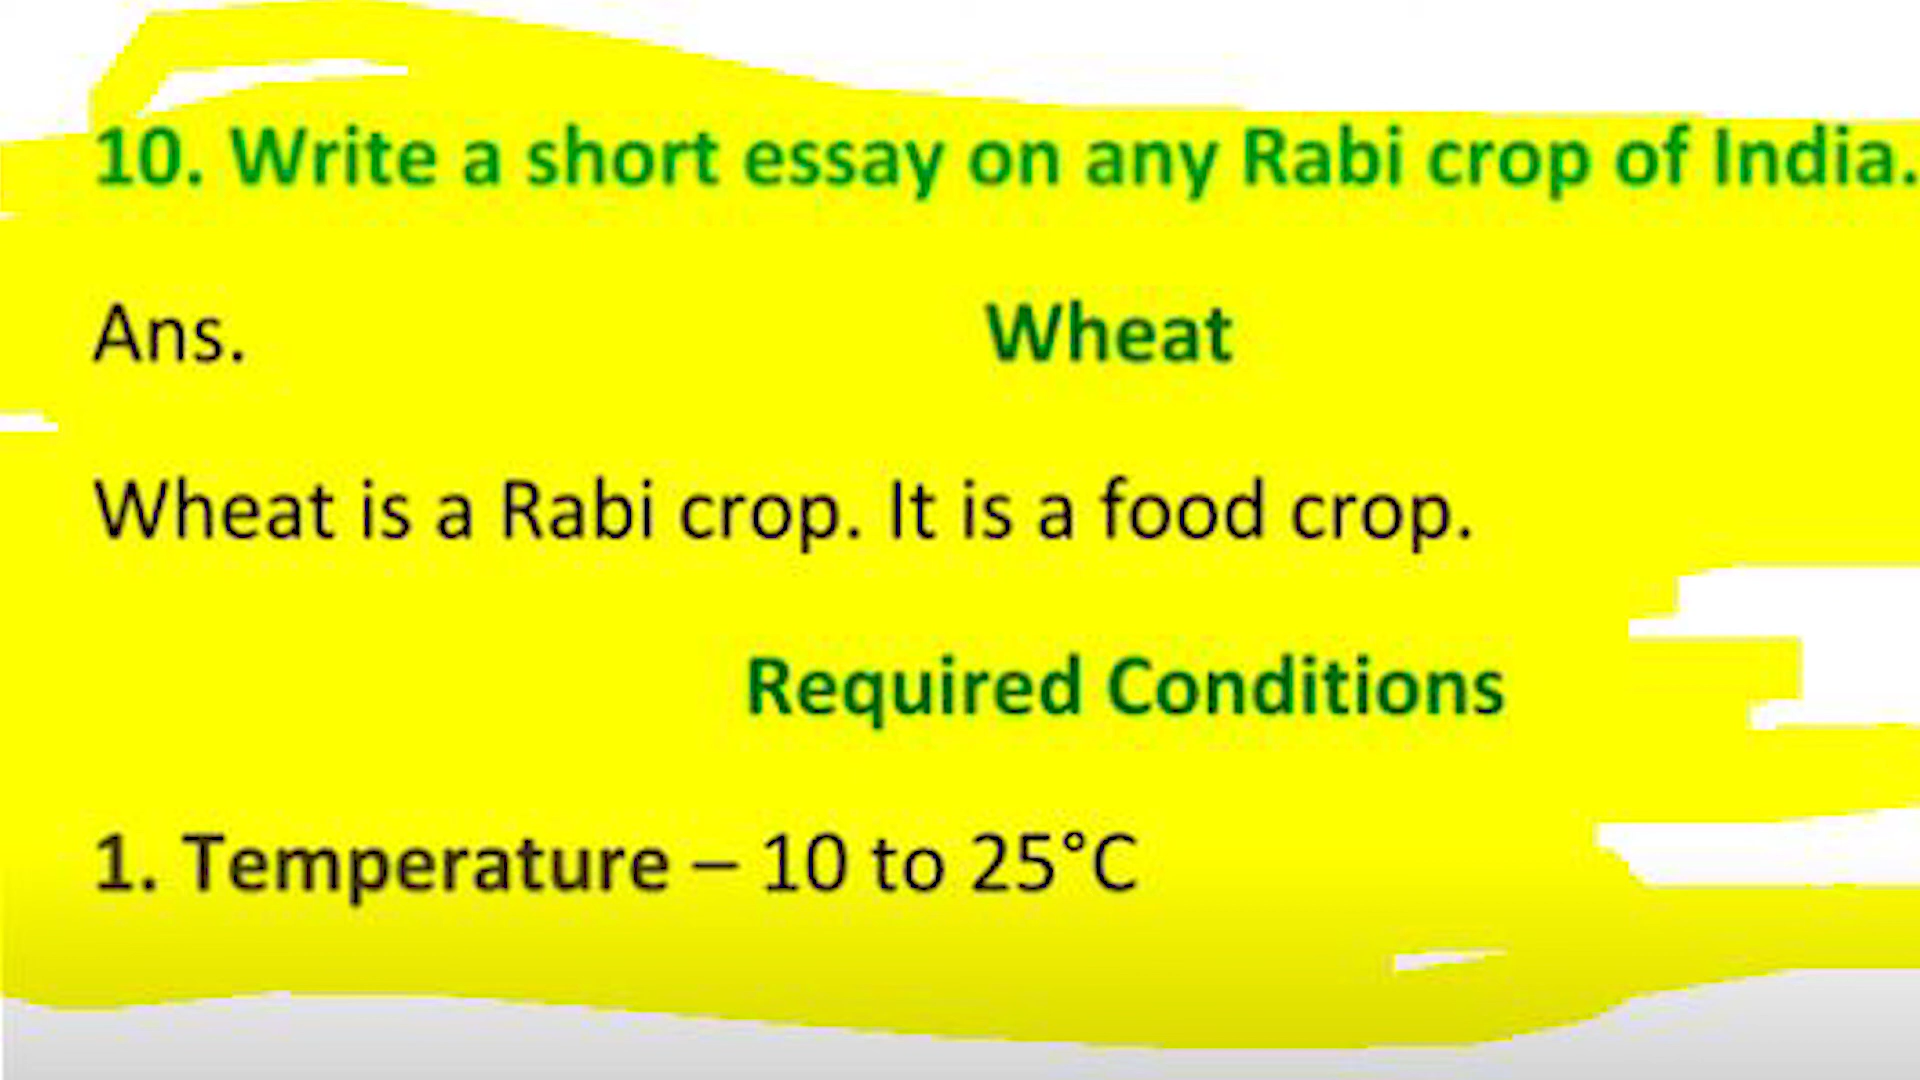 10. Write a short essay on any Rabi crop of India.
Ans. Wheat
Wheat is a Rabi crop. It is a food crop.
Required Conditions
1. Temperature – 10 to 25°C